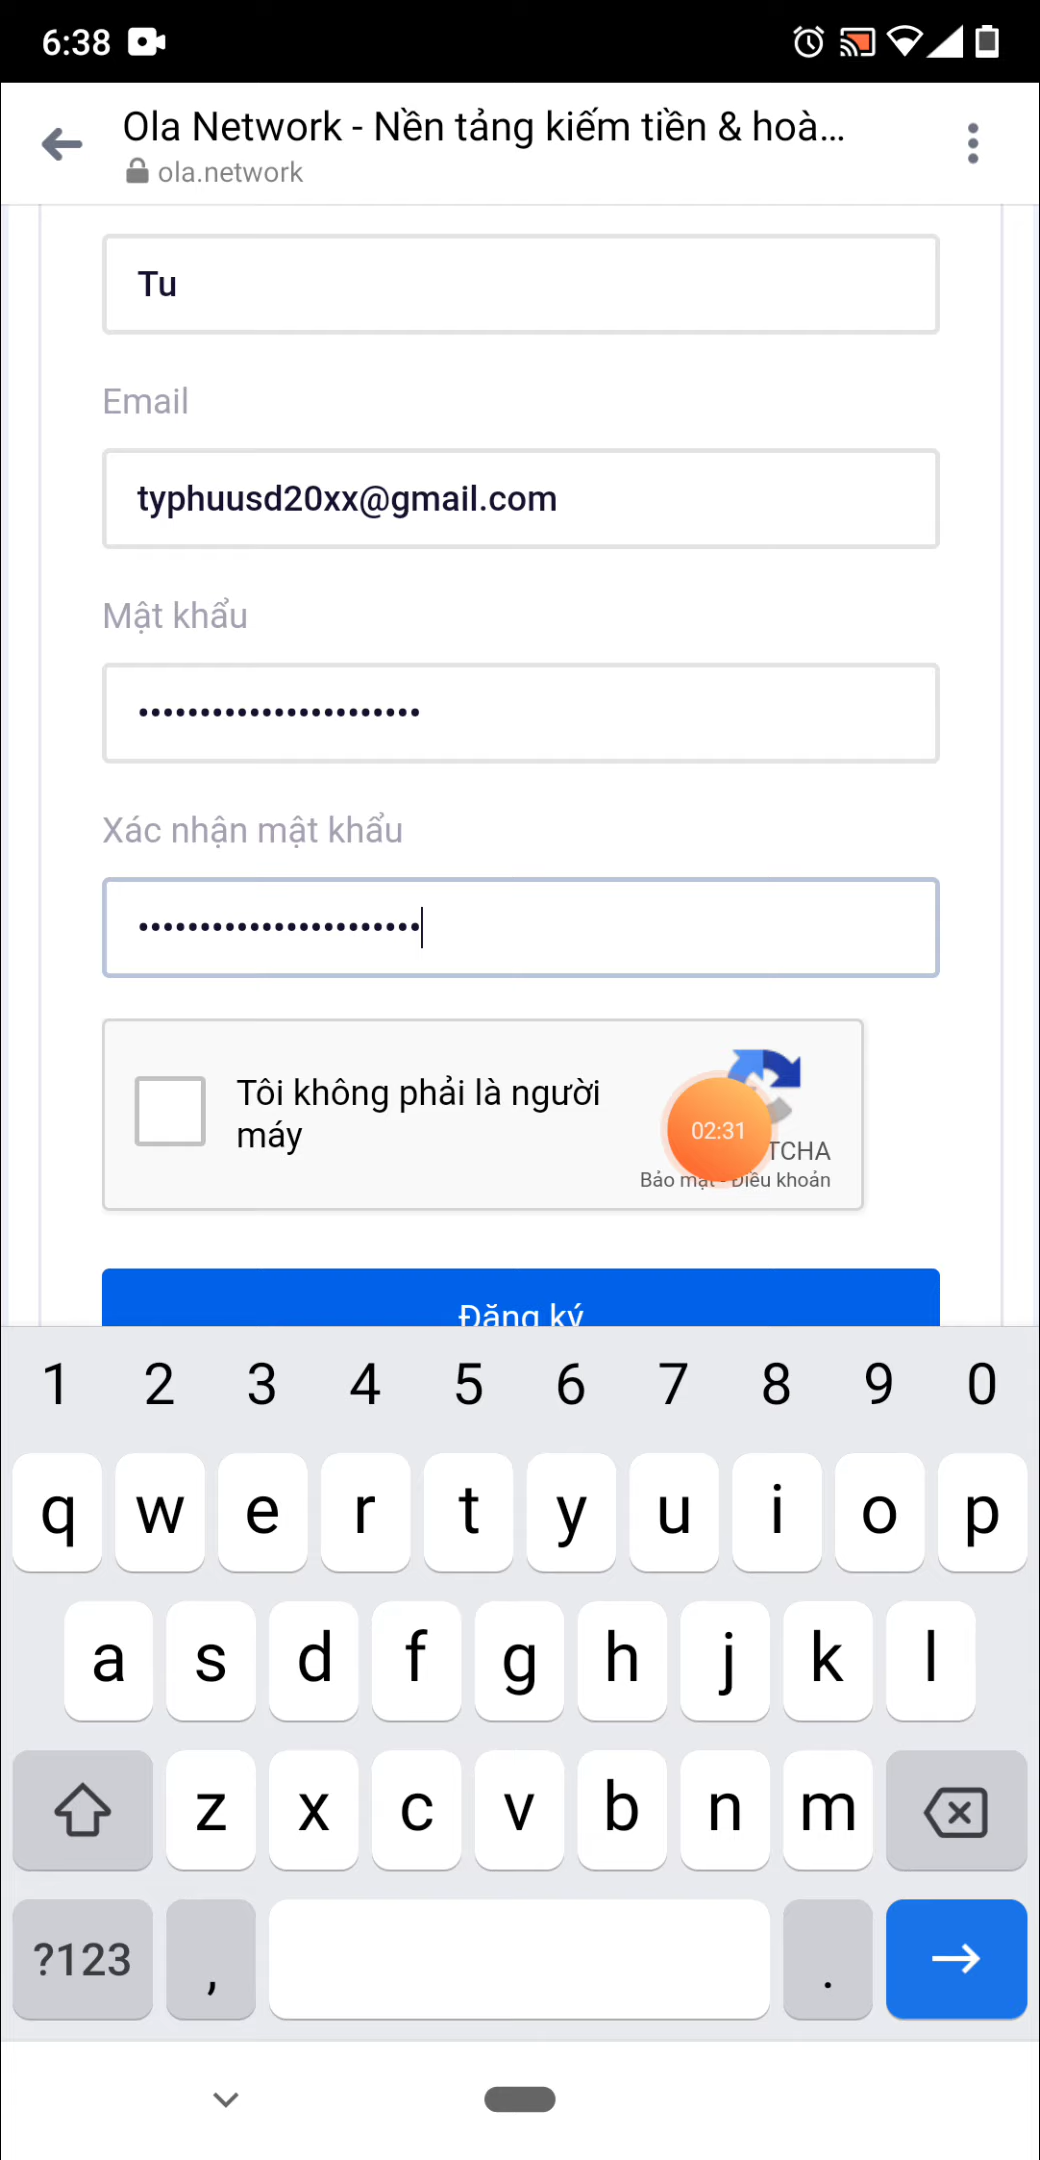 6:38
Ola Network - Nền tảng kiếm tiền & hoà...
ola.network
Tu
Email
typhuusd20xx@gmail.com
Mật khẩu
•••••••••••••••••••••••
Xác nhận mật khẩu
•••••••••••••••••••••••
Tôi không phải là người
máy
02:31
TCHA
Bảo mật - Điều khoản
Đăng ký
1 2 3 4 5 6 7 8 9 0
q w e r t y u i o p
a s d f g h j k l
z x c v b n m
?123 , .